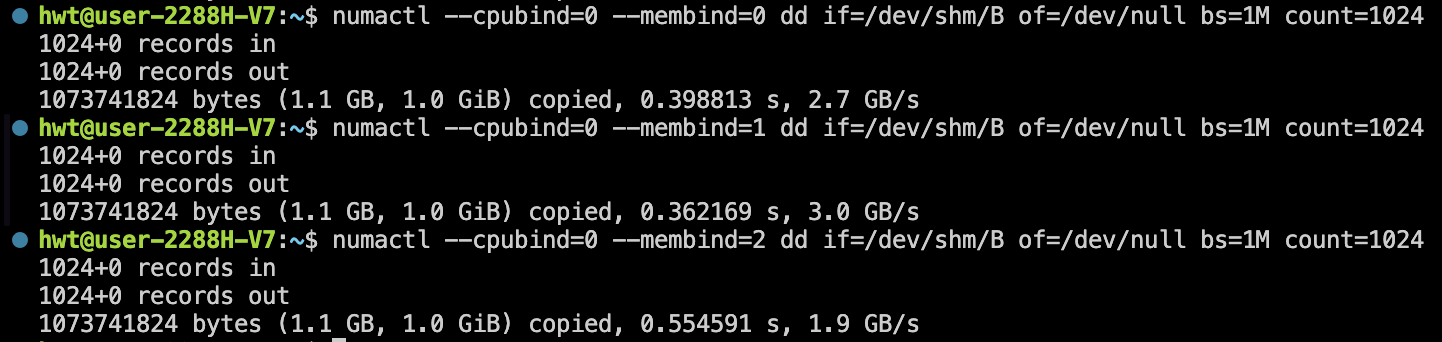 hwt@user-2288H-V7:~$ numactl --cpubind=0 --membind=0 dd if=/dev/shm/B of=/dev/null bs=1M count=1024
1024+0 records in
1024+0 records out
1073741824 bytes (1.1 GB, 1.0 GiB) copied, 0.398813 s, 2.7 GB/s
hwt@user-2288H-V7:~$ numactl --cpubind=0 --membind=1 dd if=/dev/shm/B of=/dev/null bs=1M count=1024
1024+0 records in
1024+0 records out
1073741824 bytes (1.1 GB, 1.0 GiB) copied, 0.362169 s, 3.0 GB/s
hwt@user-2288H-V7:~$ numactl --cpubind=0 --membind=2 dd if=/dev/shm/B of=/dev/null bs=1M count=1024
1024+0 records in
1024+0 records out
1073741824 bytes (1.1 GB, 1.0 GiB) copied, 0.554591 s, 1.9 GB/s